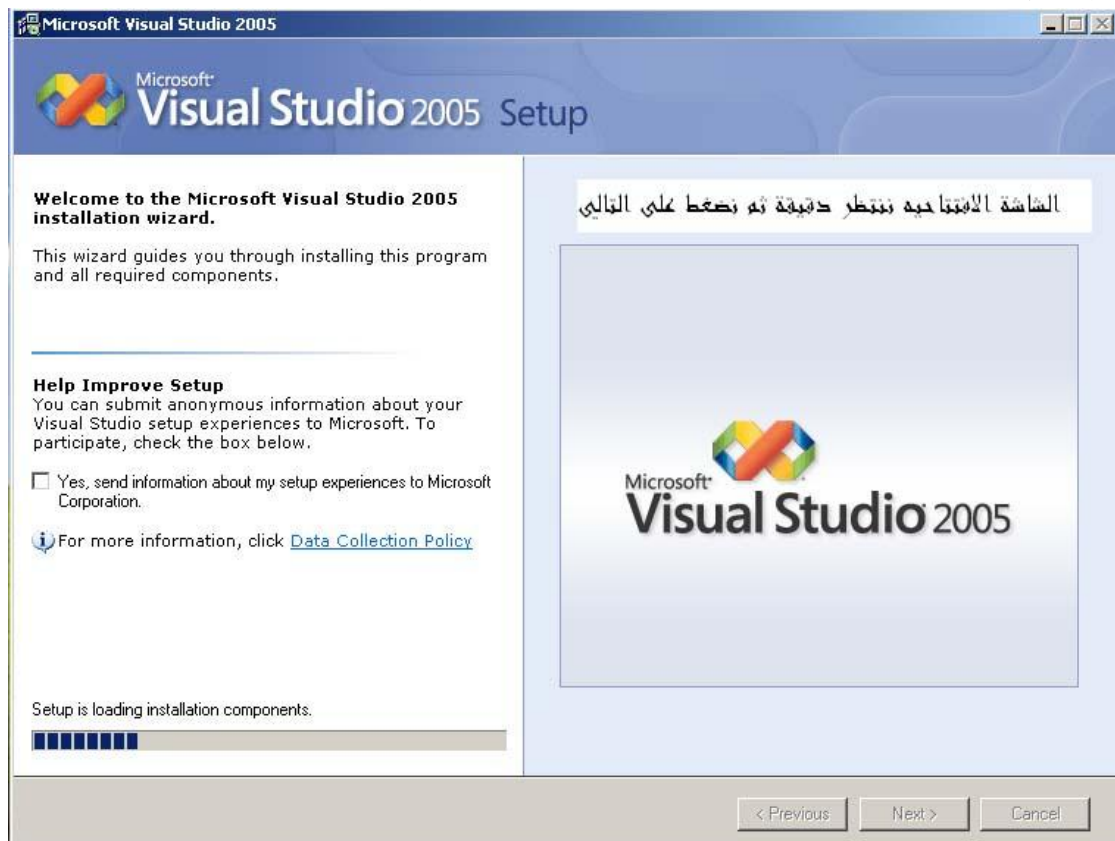 Microsoft Visual Studio 2005
Microsoft
Visual Studio 2005 Setup
Welcome to the Microsoft Visual Studio 2005
installation wizard.
This wizard guides you through installing this program
and all required components.
Help Improve Setup
You can submit anonymous information about your
Visual Studio setup experiences to Microsoft. To
participate, check the box below.
Yes, send information about my setup experiences to Microsoft
Corporation.
For more information, click Data Collection Policy
Setup is loading installation components.
الشاشة الافتتاحيه ننتظر دقيقة ثم نضغط على التالي
Microsoft
Visual Studio 2005
< Previous
Next >
Cancel